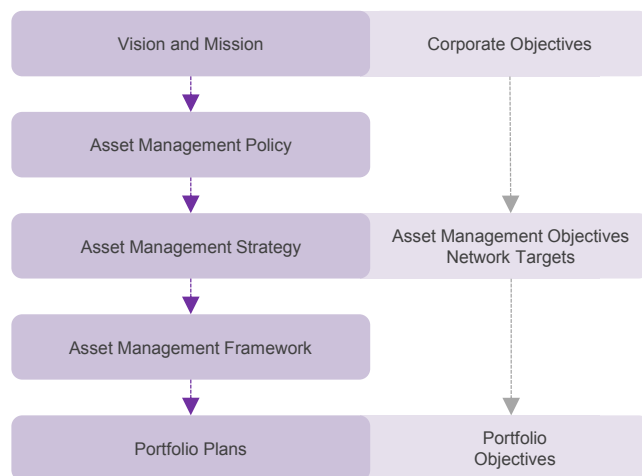 Vision and Mission
Corporate Objectives
Asset Management Policy
Asset Management Strategy
Asset Management Objectives
Network Targets
Asset Management Framework
Portfolio Plans
Portfolio
Objectives